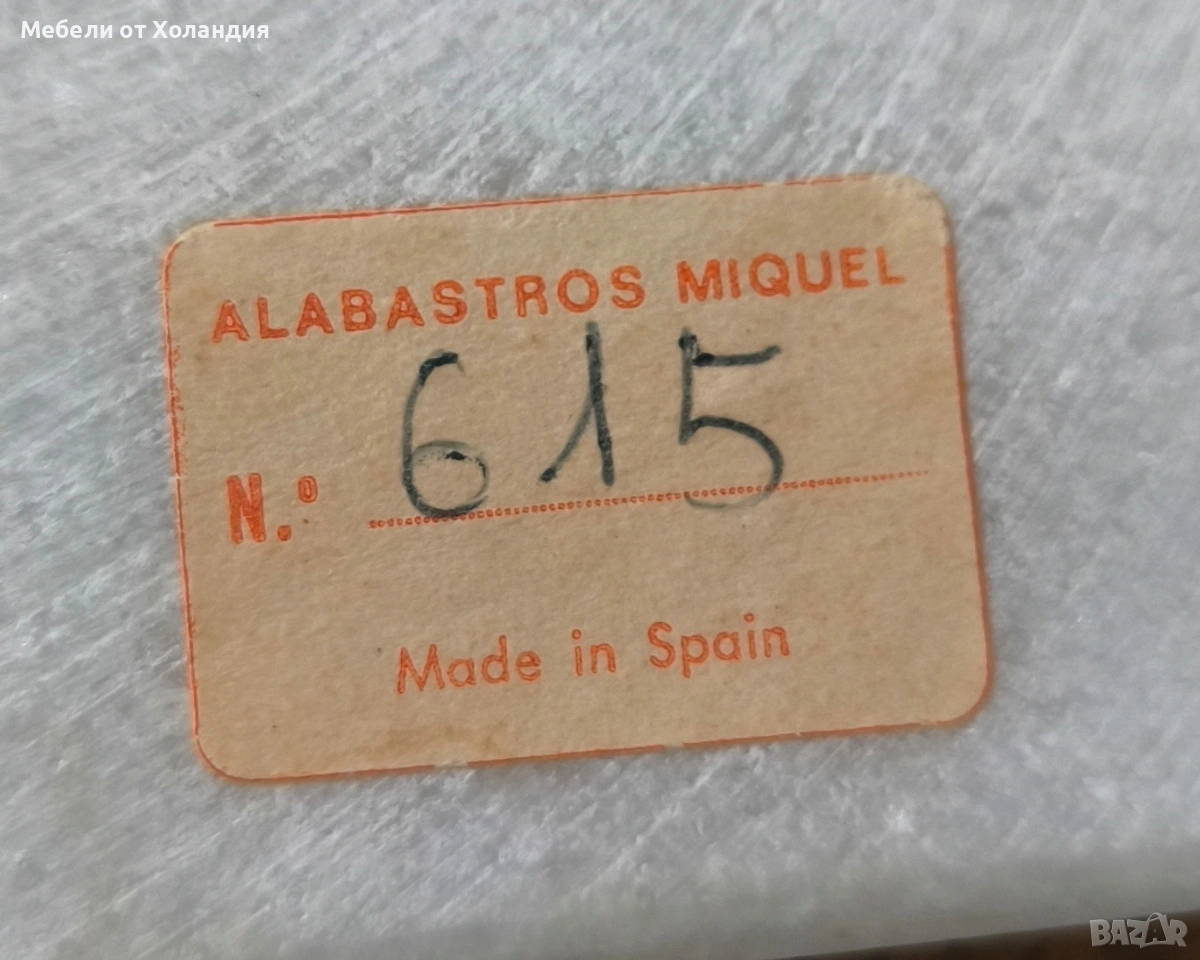 Мебели от Холандия
ALABASTROS MIQUEL
N.º 615
Made in Spain
BAZAR